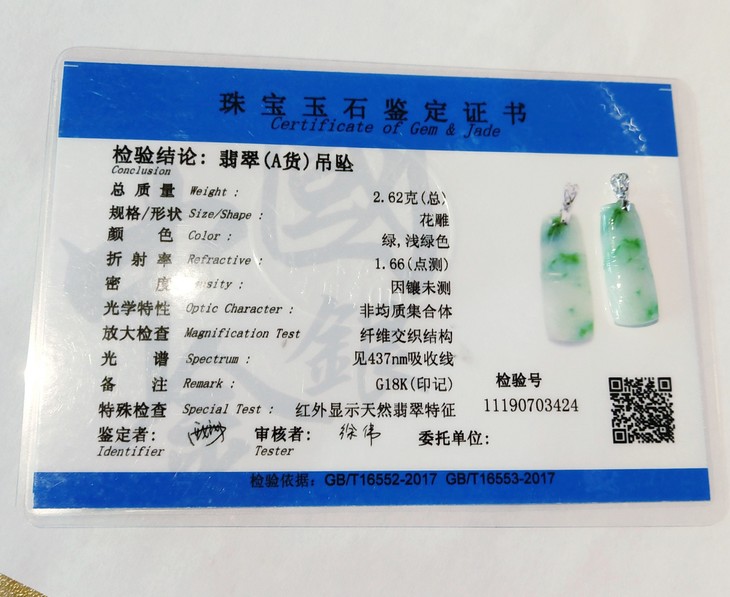 珠宝玉石鉴定证书
Certificate of Gem & Jade
检验结论: 翡翠(A货)吊坠
Conclusion
总质量 Weight : 2.62克(总)
规格/形状 Size/Shape : 花雕
颜色 Color : 绿,浅绿色
折射率 Refractive : 1.66(点测)
密度 因镶未测
光学特性 Optic Character : 非均质集合体
放大检查 Magnification Test 纤维交织结构
光谱 Spectrum : 见437nm吸收线
备注 Remark : G18K(印记)
特殊检查 Special Test : 红外显示天然翡翠特征
检验号
11190703424
鉴定者: 审核者: 徐伟 委托单位:
Identifier Tester
检验依据: GB/T16552-2017 GB/T16553-2017